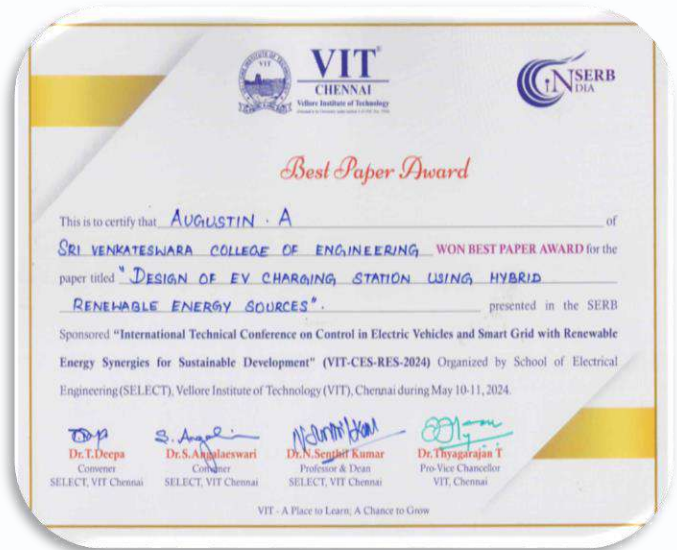 VIT
CHENNAI
Vellore Institute of Technology
SERB
INDIA
Best Paper Award
This is to certify that AUGUSTIN . A of
SRI VENKATESWARA COLLEGE OF ENGINEERING WON BEST PAPER AWARD for the
paper titled "DESIGN OF EV CHARGING STATION USING HYBRID
RENEWABLE ENERGY SOURCES". presented in the SERB
Sponsored "International Technical Conference on Control in Electric Vehicles and Smart Grid with Renewable
Energy Synergies for Sustainable Development" (VIT-CES-RES-2024) Organized by School of Electrical
Engineering (SELECT), Vellore Institute of Technology (VIT), Chennai during May 10-11, 2024.
Dr.T.Deepa Dr.S.Angalaeswari Dr.N.Senthil Kumar Dr.Thyagarajan T
Convener Convener Professor & Dean Pro-Vice Chancellor
SELECT, VIT Chennai SELECT, VIT Chennai SELECT, VIT Chennai VIT, Chennai
VIT - A Place to Learn; A Chance to Grow